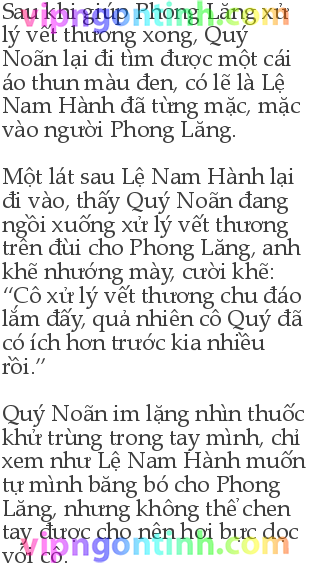 Sau khi giúp Phong Lăng xử
lý vết thương xong, Quý
Noãn lại đi tìm được một cái
áo thun màu đen, có lẽ là Lệ
Nam Hành đã từng mặc, mặc
vào người Phong Lăng.
Một lát sau Lệ Nam Hành lại
đi vào, thấy Quý Noãn đang
ngồi xuống xử lý vết thương
trên đùi cho Phong Lăng, anh
khẽ nhướng mày, cười khẽ:
“Cô xử lý vết thương chu đáo
lắm đấy, quả nhiên cô Quý đã
có ích hơn trước kia nhiều
rồi.”
Quý Noãn im lặng nhìn thuốc
khử trùng trong tay mình, chỉ
xem như Lệ Nam Hành muốn
tự mình băng bó cho Phong
Lăng, nhưng không thể chen
tay được cho nên hơi bực dọc
với cô.
vipngontinh.com
vipngontinh.com